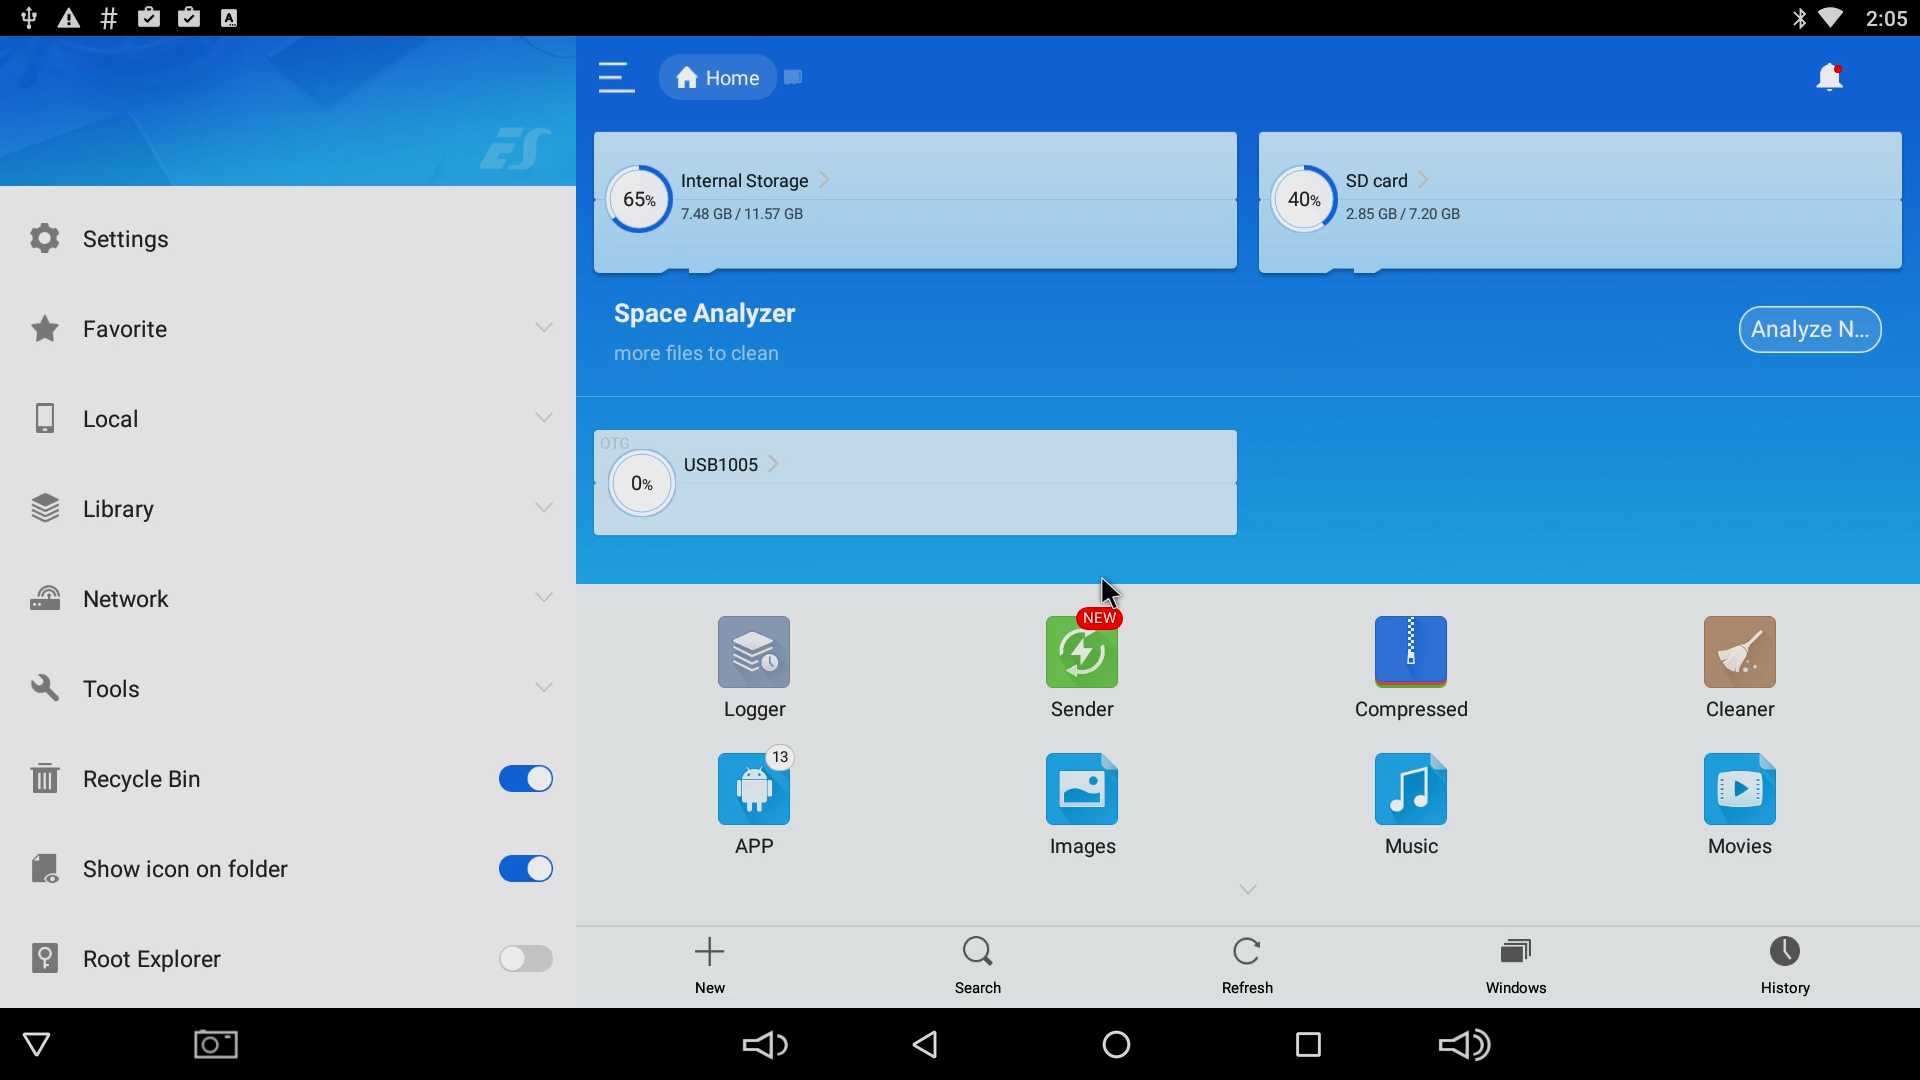 2:05
ES
Home
65%
Internal Storage
7.48 GB / 11.57 GB
40%
SD card
2.85 GB / 7.20 GB
Space Analyzer
more files to clean
Analyze N...
OTG
0%
USB1005
Settings
Favorite
Local
Library
Network
Tools
Recycle Bin
Show icon on folder
Root Explorer
Logger
NEW
Sender
Compressed
Cleaner
13
APP
Images
Music
Movies
New
Search
Refresh
Windows
History